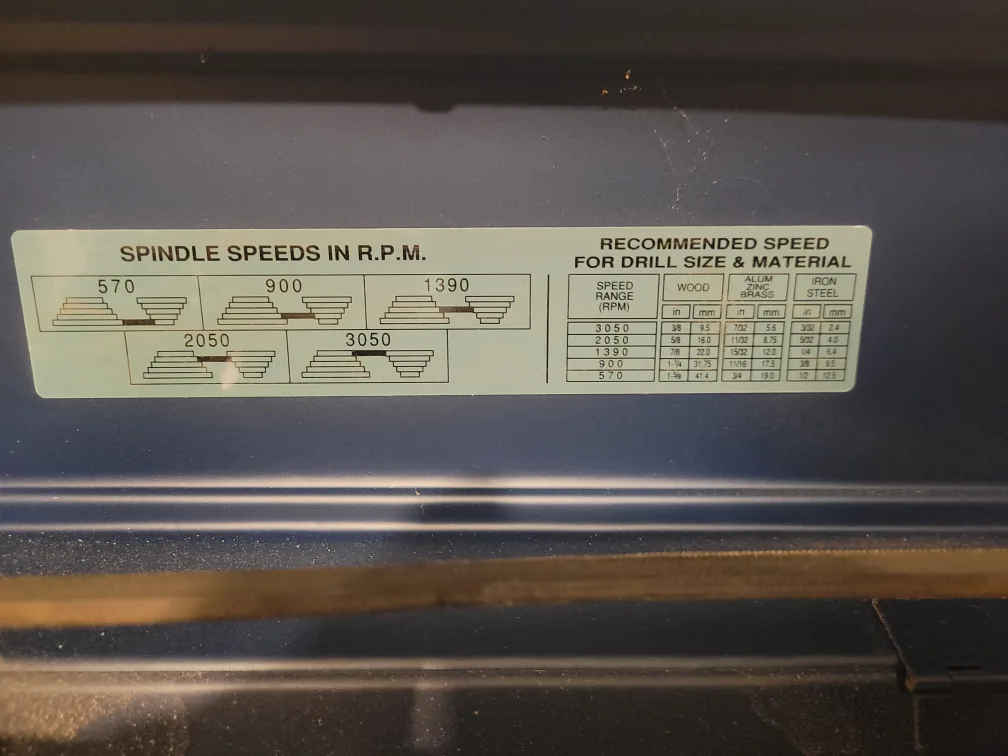 SPINDLE SPEEDS IN R.P.M.
570 900 1390
2050 3050
RECOMMENDED SPEED
FOR DRILL SIZE & MATERIAL
SPEED RANGE (RPM) WOOD ALUM ZINC BRASS IRON STEEL
in mm in mm in mm
3050 3/8 9.5 7/32 5.6 3/32 2.4
2050 5/8 16.0 11/32 8.75 5/32 4.0
1390 7/8 22.0 15/32 12.0 1/4 6.4
900 1-1/4 31.75 11/16 17.5 3/8 9.5
570 1-5/8 41.4 3/4 19.0 1/2 12.5